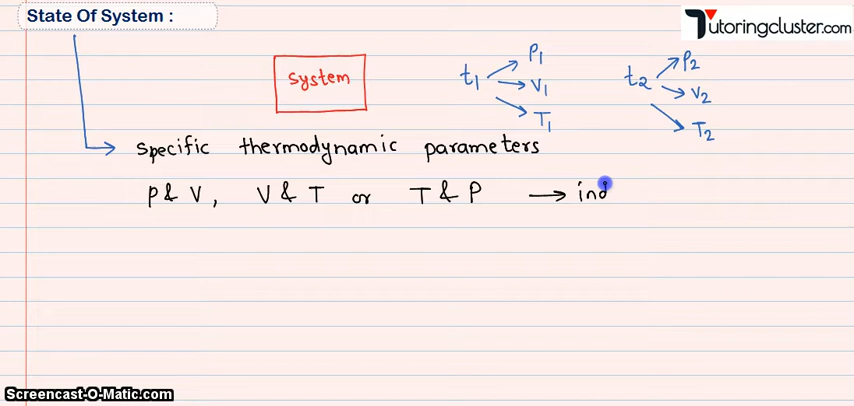 State Of System :
Tutoringcluster.com
System
t1 P1 V1 T1
t2 P2 V2 T2
specific thermodynamic parameters
P & V, V & T or T & P → ind
Screencast-O-Matic.com